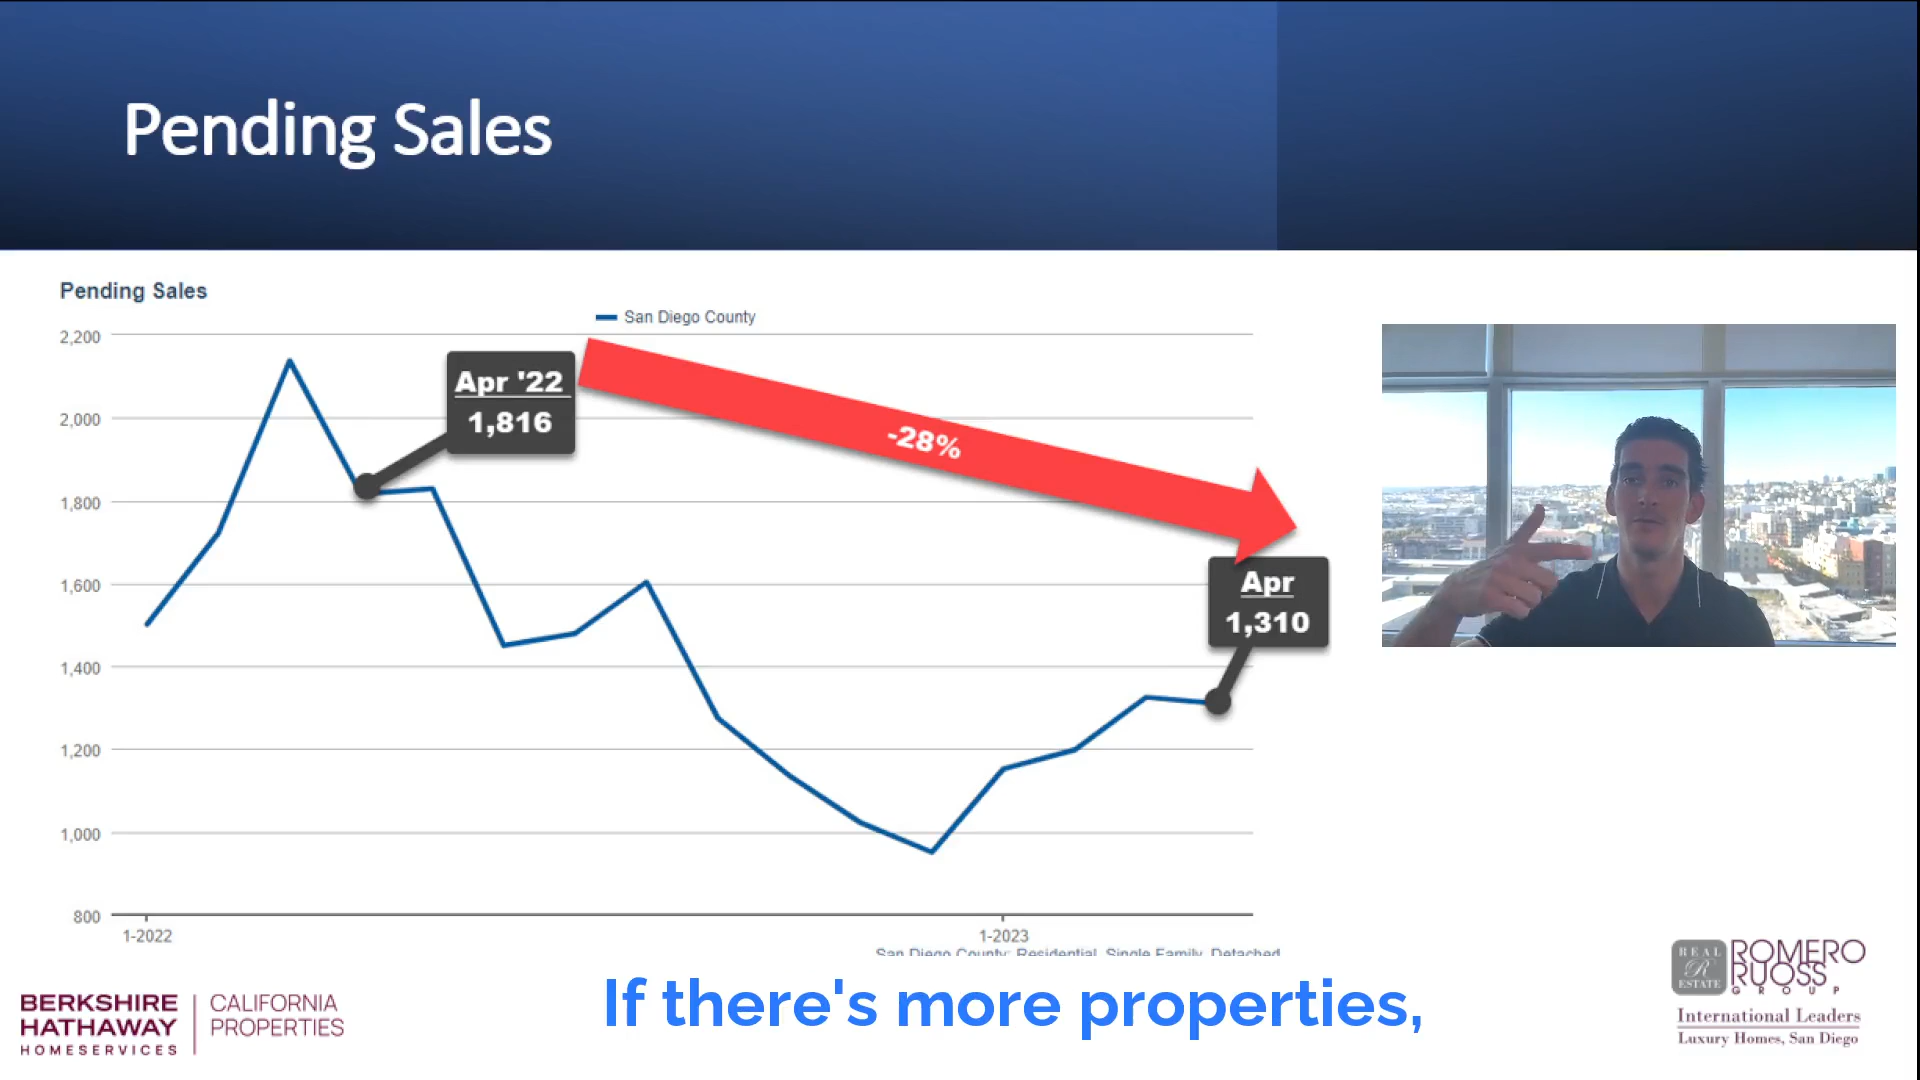 Pending Sales
Pending Sales
San Diego County
2,200
2,000
1,800
1,600
1,400
1,200
1,000
800
1-2022
1-2023
Apr '22
1,816
-28%
Apr
1,310
San Diego County: Residential, Single Family, Detached
If there's more properties,
BERKSHIRE
HATHAWAY
HOMESERVICES
CALIFORNIA
PROPERTIES
REAL
R
ESTATE
ROMERO
RUOSS
GROUP
International Leaders
Luxury Homes, San Diego